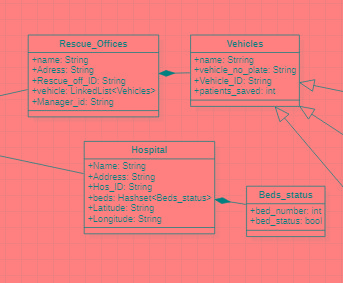 Rescue_Offices
+name: String
+Adress: String
+Rescue_off_ID: String
+vehicle: LinkedList<Vehicles>
+Manager_id: String
Vehicles
+name: String
+vehicle_no_plate: String
+Vehicle_ID: String
+patients_saved: int
Hospital
+Name: String
+Address: String
+Hos_ID: String
+beds: Hashset<Beds_status>
+Latitude: String
+Longitude: String
Beds_status
+bed_number: int
+bed_status: bool